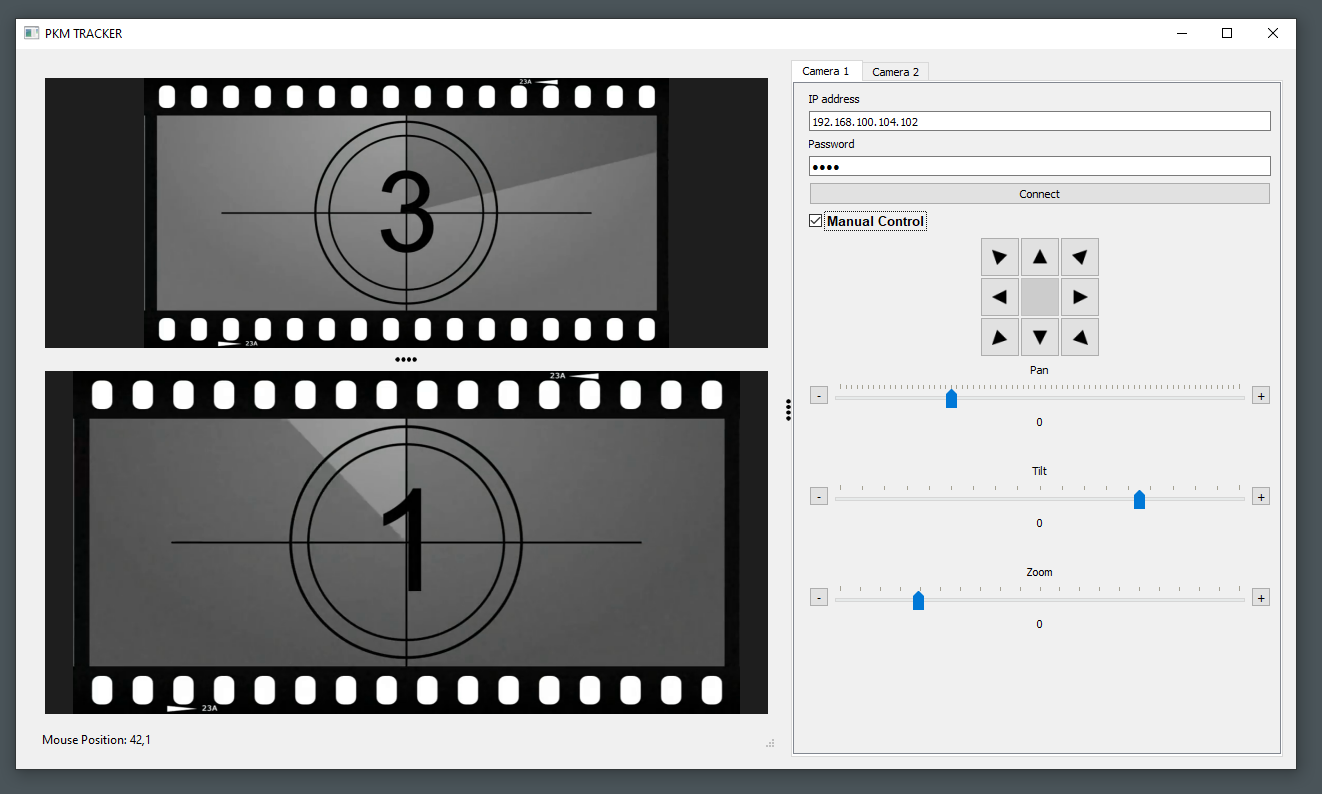 PKM TRACKER
23A
3
23A
23A
1
23A
Mouse Position: 42,1
Camera 1
Camera 2
IP address
192.168.100.104.102
Password
••••
Connect
Manual Control
Pan
- +
0
Tilt
- +
0
Zoom
- +
0